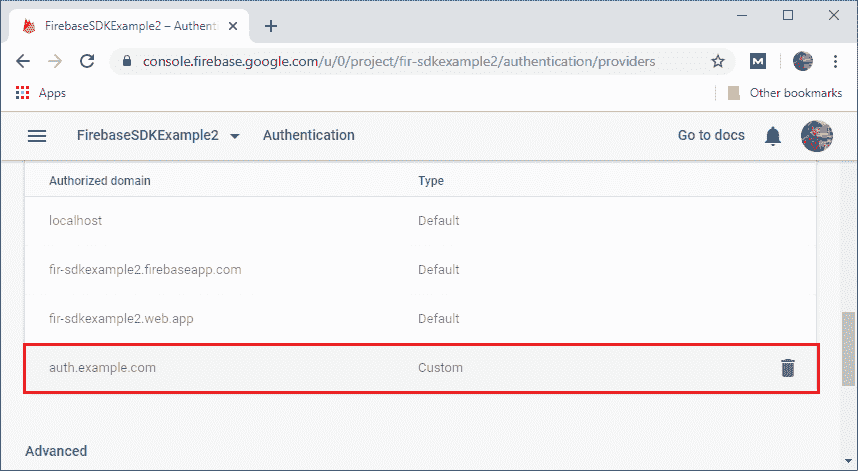 FirebaseSDKExample2 – Authenti
console.firebase.google.com/u/0/project/fir-sdkexample2/authentication/providers
M
Apps Other bookmarks
FirebaseSDKExample2 Authentication Go to docs
Authorized domain Type
localhost Default
fir-sdkexample2.firebaseapp.com Default
fir-sdkexample2.web.app Default
auth.example.com Custom
Advanced